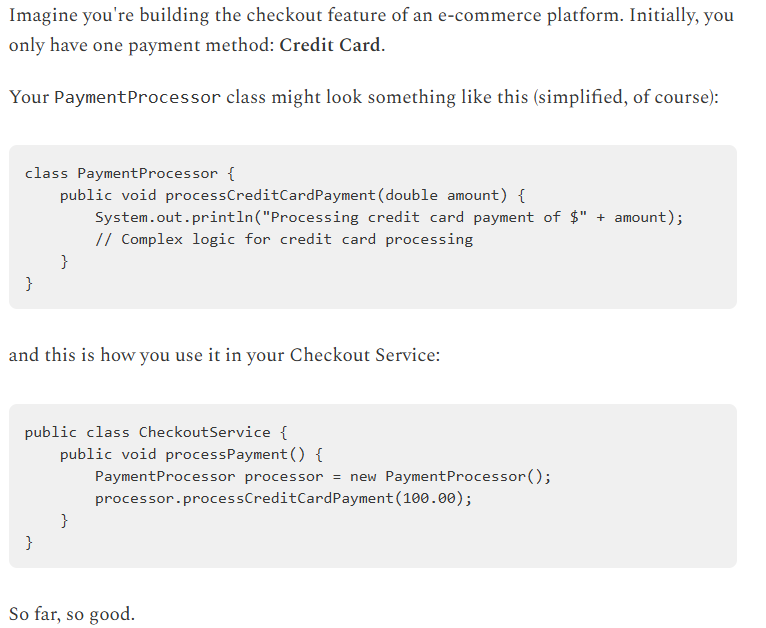 Imagine you're building the checkout feature of an e-commerce platform. Initially, you
only have one payment method: Credit Card.
Your PaymentProcessor class might look something like this (simplified, of course):
class PaymentProcessor {
    public void processCreditCardPayment(double amount) {
        System.out.println("Processing credit card payment of $" + amount);
        // Complex logic for credit card processing
    }
}
and this is how you use it in your Checkout Service:
public class CheckoutService {
    public void processPayment() {
        PaymentProcessor processor = new PaymentProcessor();
        processor.processCreditCardPayment(100.00);
    }
}
So far, so good.